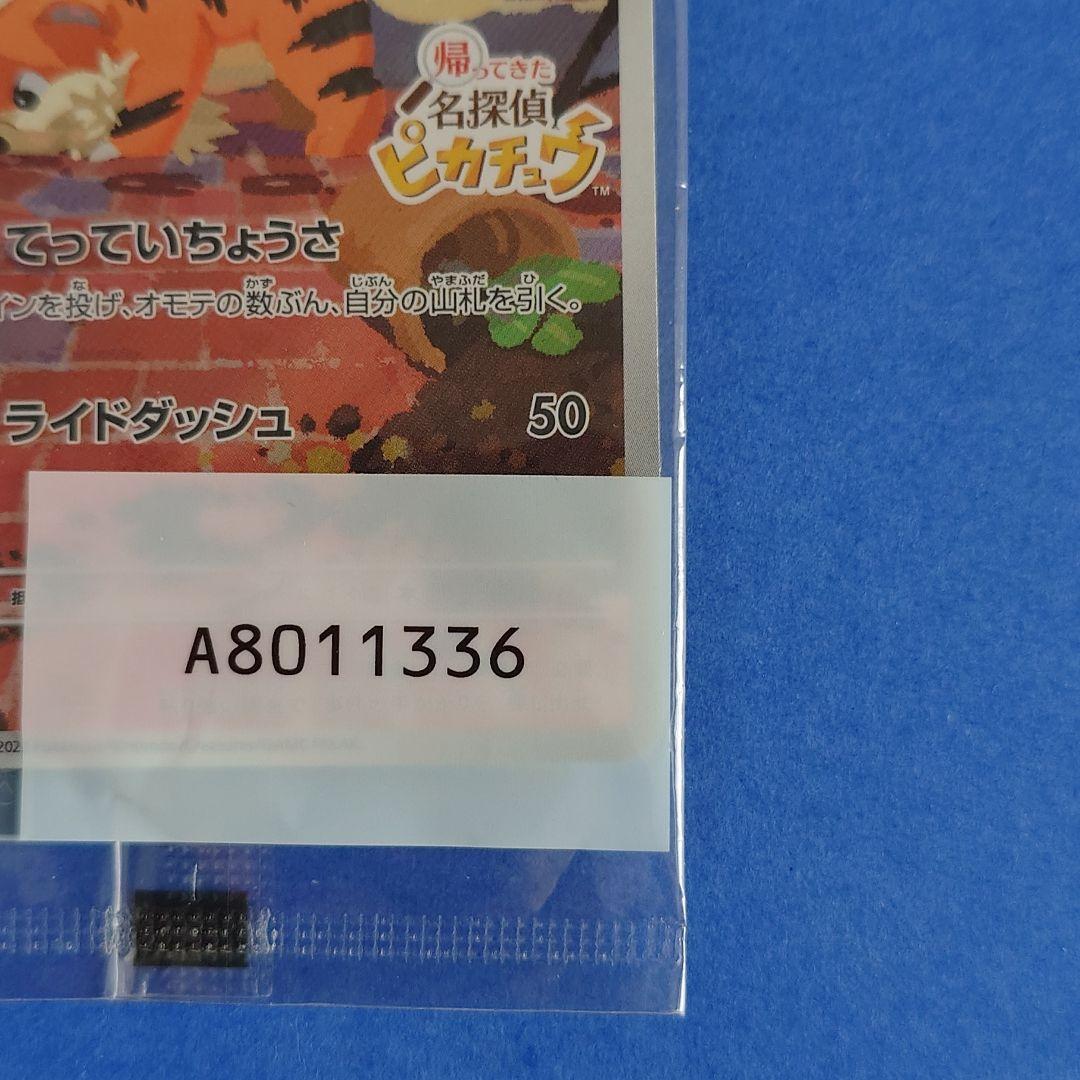 帰ってきた
名探偵
ピカチュウ
TM
てっていちょうさ
インを投げ、オモテの数ぶん、自分の山札を引く。
ライドダッシュ 50
A8011336